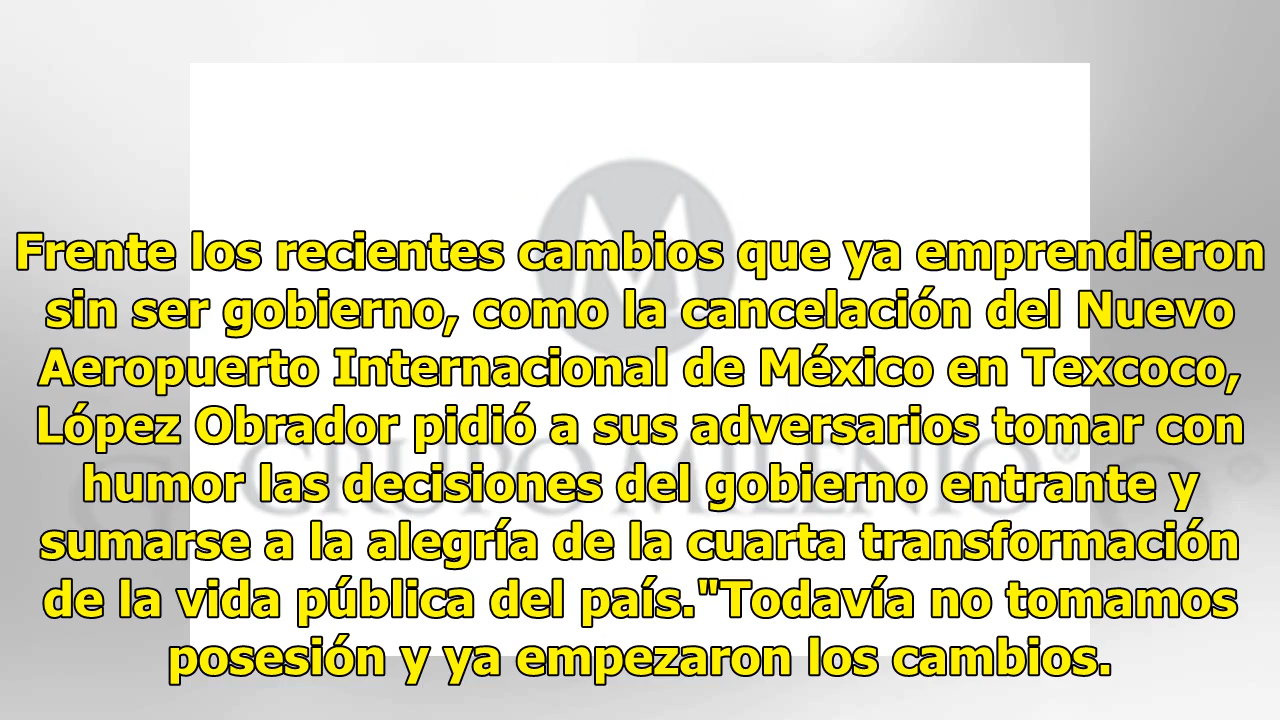 Frente los recientes cambios que ya emprendieron
sin ser gobierno, como la cancelación del Nuevo
Aeropuerto Internacional de México en Texcoco,
López Obrador pidió a sus adversarios tomar con
humor las decisiones del gobierno entrante y
sumarse a la alegría de la cuarta transformación
de la vida pública del país."Todavía no tomamos
posesión y ya empezaron los cambios.
M
GRUPO MILENIO®